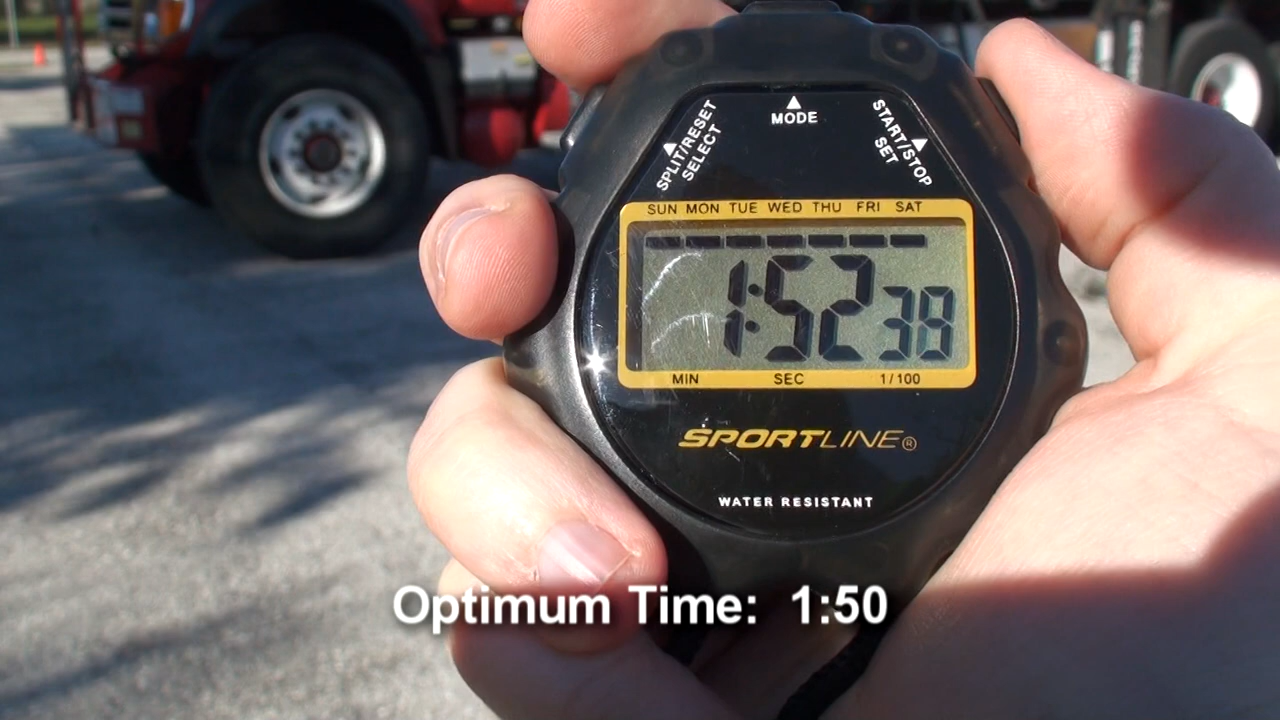 MODE
SPLIT/RESET
SELECT
START/STOP
SET
SUN MON TUE WED THU FRI SAT
1:52 38
MIN SEC 1/100
SPORTLINE®
WATER RESISTANT
Optimum Time: 1:50